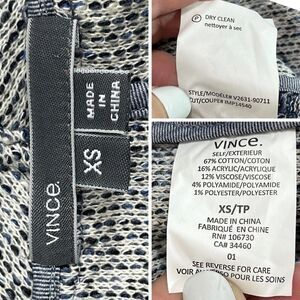 VINCE.
MADE IN
CHINA
XS
P DRY CLEAN
nettoyer à sec
STYLE/MODÈLE# V2631-90711
CUT/COUPER IMP14540
VINCE.
SELF/EXTERIEUR
67% COTTON/COTON
16% ACRYLIC/ACRYLIQUE
12% VISCOSE/VISCOSE
4% POLYAMIDE/POLYAMIDE
1% POLYESTER/POLYESTER
XS/TP
MADE IN CHINA
FABRIQUÉ EN CHINE
RN# 106730
CA# 34460
01
SEE REVERSE FOR CARE
VOIR AU VERSO POUR SOINS